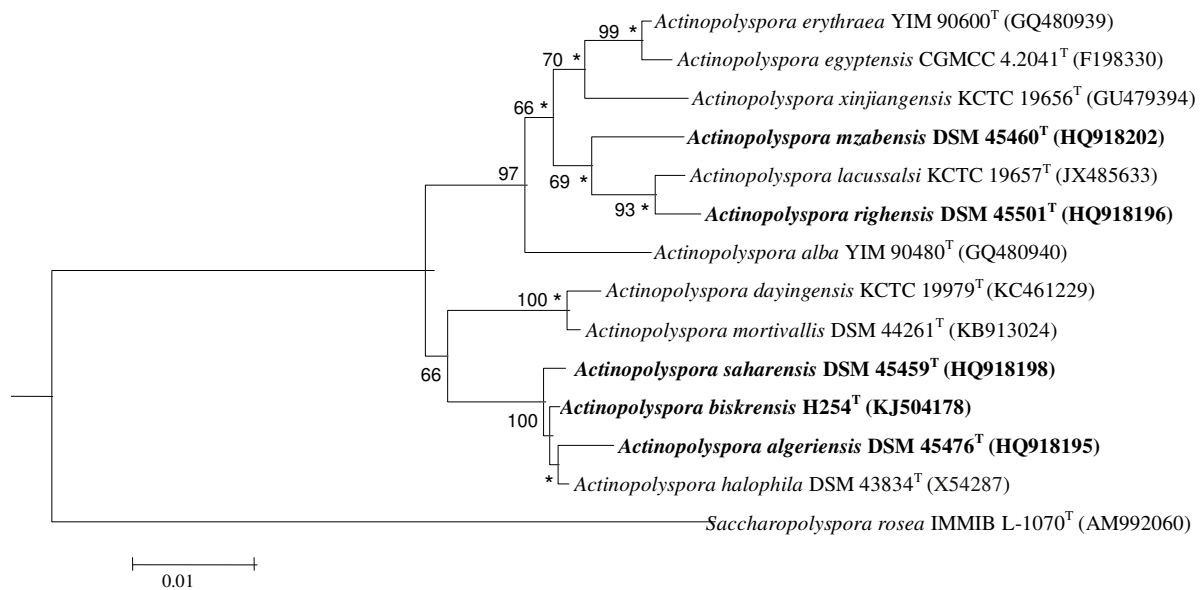 Actinopolyspora erythraea YIM 90600T (GQ480939)
99 *
Actinopolyspora egyptensis CGMCC 4.2041T (F198330)
70 *
Actinopolyspora xinjiangensis KCTC 19656T (GU479394)
66 *
Actinopolyspora mzabensis DSM 45460T (HQ918202)
97
Actinopolyspora lacussalsi KCTC 19657T (JX485633)
69 *
93 *
Actinopolyspora righensis DSM 45501T (HQ918196)
Actinopolyspora alba YIM 90480T (GQ480940)
Actinopolyspora dayingensis KCTC 19979T (KC461229)
100 *
Actinopolyspora mortivallis DSM 44261T (KB913024)
Actinopolyspora saharensis DSM 45459T (HQ918198)
66
Actinopolyspora biskrensis H254T (KJ504178)
100
Actinopolyspora algeriensis DSM 45476T (HQ918195)
*
Actinopolyspora halophila DSM 43834T (X54287)
Saccharopolyspora rosea IMMIB L-1070T (AM992060)
0.01